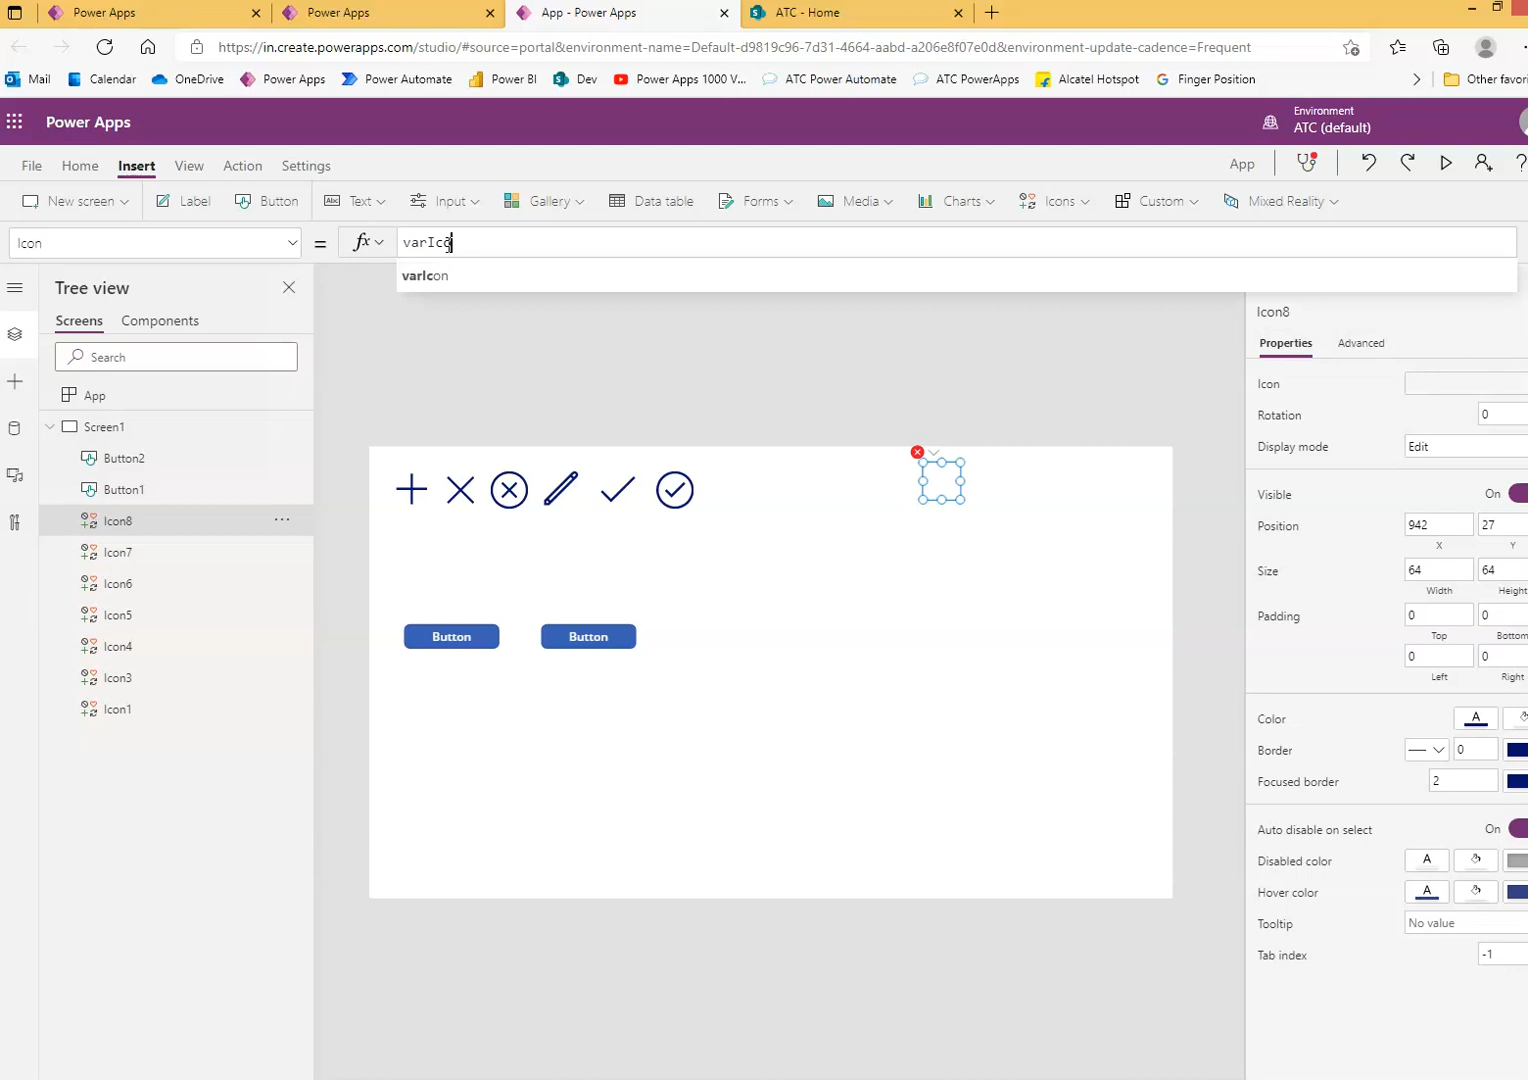 Power Apps
Power Apps
App - Power Apps
ATC - Home
https://in.create.powerapps.com/studio/#source=portal&environment-name=Default-d9819c96-7d31-4664-aabd-a206e8f07e0d&environment-update-cadence=Frequent
Mail
Calendar
OneDrive
Power Apps
Power Automate
Power BI
Dev
Power Apps 1000 V...
ATC Power Automate
ATC PowerApps
Alcatel Hotspot
Finger Position
Other favori
Power Apps
Environment
ATC (default)
File
Home
Insert
View
Action
Settings
App
New screen
Label
Button
Text
Input
Gallery
Data table
Forms
Media
Charts
Icons
Custom
Mixed Reality
Icon
=
fx
varIco
varIcon
Tree view
Screens
Components
Search
App
Screen1
Button2
Button1
Icon8
Icon7
Icon6
Icon5
Icon4
Icon3
Icon1
Button
Button
Icon8
Properties
Advanced
Icon
Rotation
0
Display mode
Edit
Visible
On
Position
942
27
X
Y
Size
64
64
Width
Height
Padding
0
0
Top
Bottom
0
0
Left
Right
Color
Border
0
Focused border
2
Auto disable on select
On
Disabled color
Hover color
Tooltip
No value
Tab index
-1